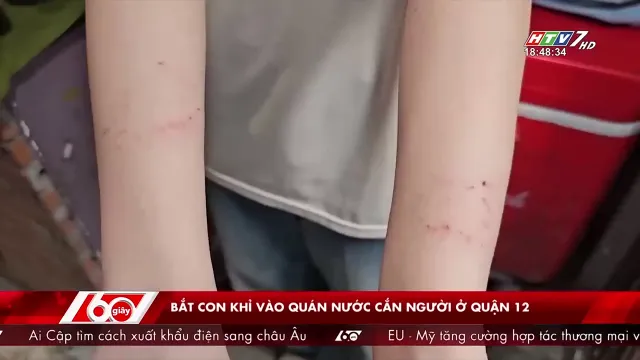 HTV7 HD
18:48:34
60 giây
BẮT CON KHỈ VÀO QUÁN NƯỚC CẮN NGƯỜI Ở QUẬN 12
Ai Cập tìm cách xuất khẩu điện sang châu Âu 60 EU - Mỹ tăng cường hợp tác thương mại v